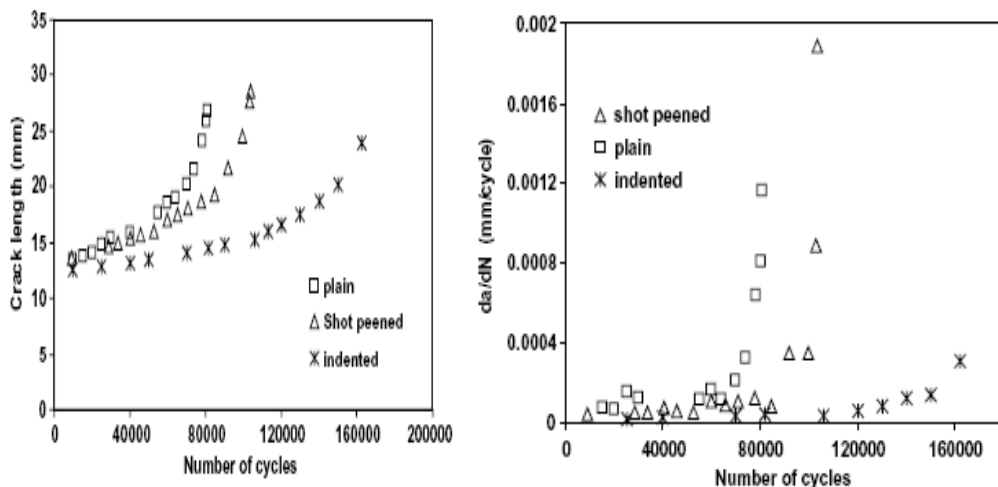 35
30
25
20
15
10
5
0
Crack length (mm)
plain
Shot peened
indented
0 40000 80000 120000 160000 200000
Number of cycles
0.002
0.0016
0.0012
0.0008
0.0004
0
da/dN (mm/cycle)
shot peened
plain
indented
0 40000 80000 120000 160000
Number of cycles